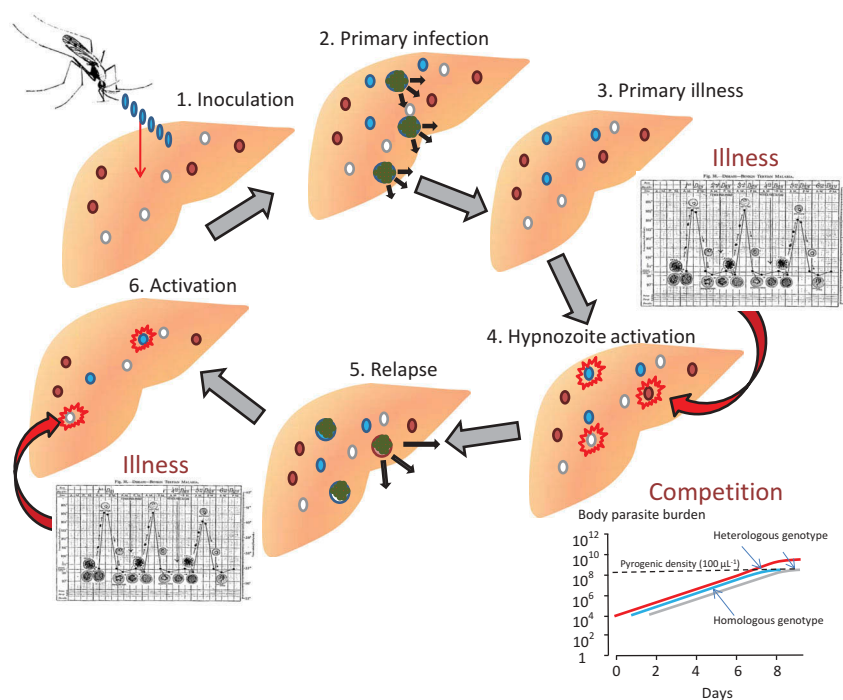 1. Inoculation
2. Primary infection
3. Primary illness
Illness
4. Hypnozoite activation
5. Relapse
6. Activation
Illness
Competition
Body parasite burden
Heterologous genotype
Pyrogenic density (100 µL⁻¹)
Homologous genotype
10¹²
10¹⁰
10⁸
10⁶
10⁴
10²
1
0 2 4 6 8
Days